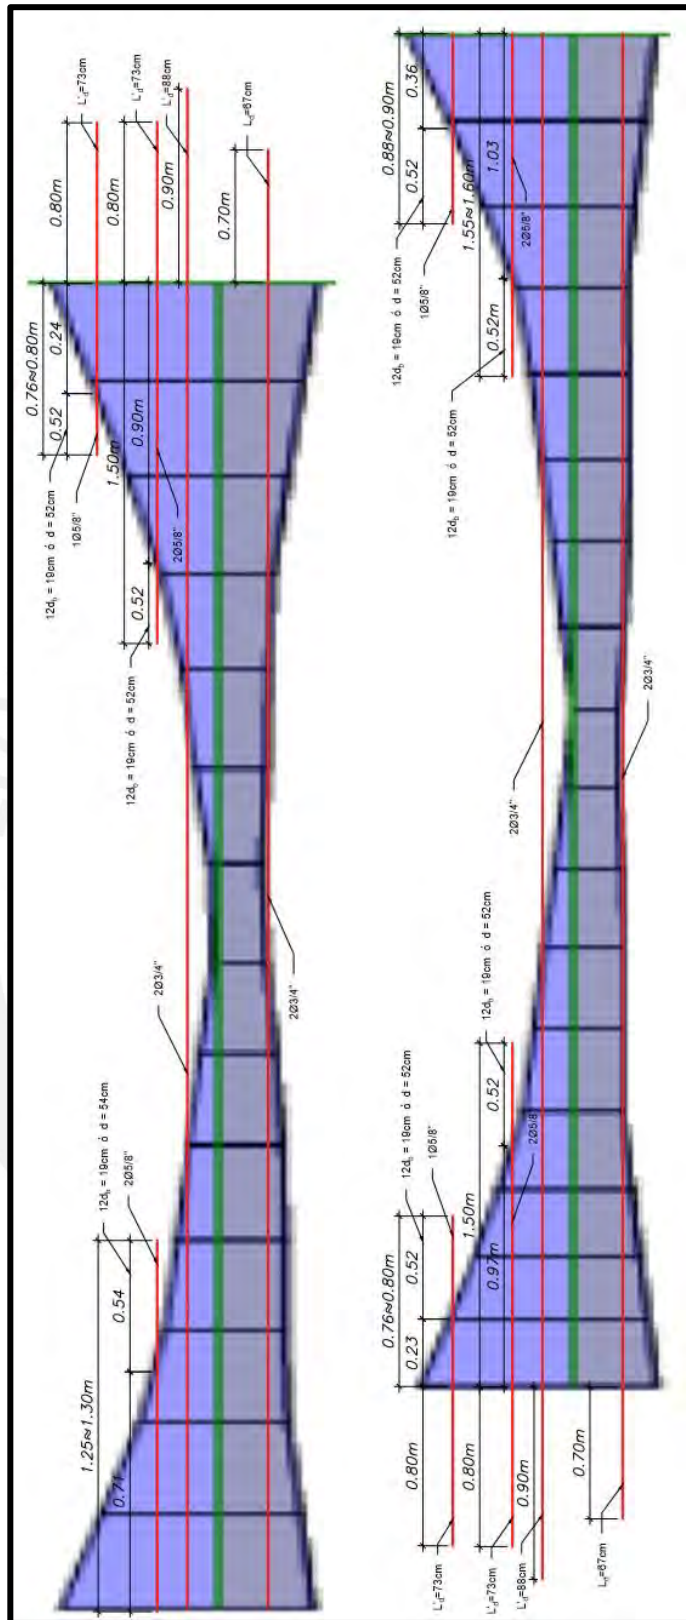 L'd=73cm
L'd=73cm
L'd=88cm
Ld=67cm
0.80m
0.80m
0.90m
0.70m
0.76≈0.80m
0.24
0.52
12db = 19cm ó d = 52cm
1Ø5/8"
0.90m
1.50m
2Ø5/8"
0.52
12db = 19cm ó d = 52cm
2Ø3/4"
2Ø3/4"
12db = 19cm ó d = 54cm
2Ø5/8"
0.54
1.25≈1.30m
0.71
0.88≈0.90m
0.36
0.52
12db = 19cm ó d = 52cm
1Ø5/8"
1.03
1.55≈1.60m
2Ø5/8"
0.52m
12db = 19cm ó d = 52cm
2Ø3/4"
2Ø3/4"
12db = 19cm ó d = 52cm
0.52
12db = 19cm ó d = 52cm
1Ø5/8"
2Ø5/8"
1.50m
0.97m
0.76≈0.80m
0.52
0.23
0.80m
0.80m
0.90m
0.70m
L'd=73cm
L'd=73cm
L'd=88cm
Ld=67cm